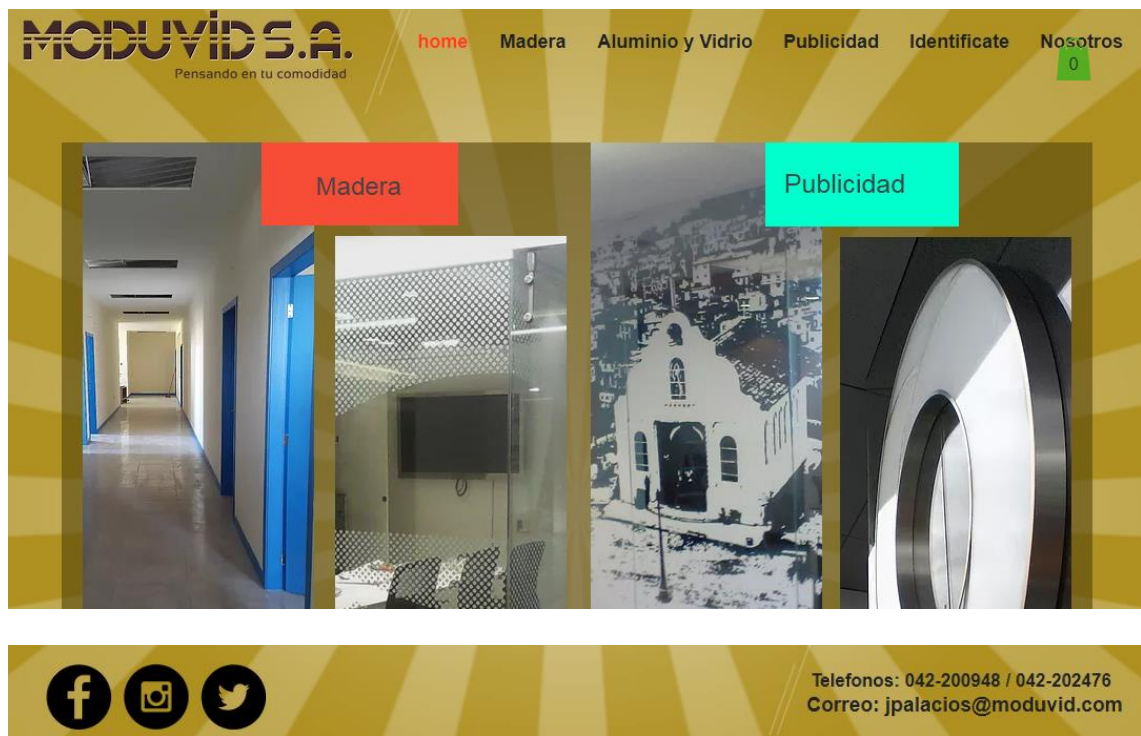 MODUVID S.A.
Pensando en tu comodidad
home Madera Aluminio y Vidrio Publicidad Identificate Nosotros
0
Madera
Publicidad
Telefonos: 042-200948 / 042-202476
Correo: jpalacios@moduvid.com